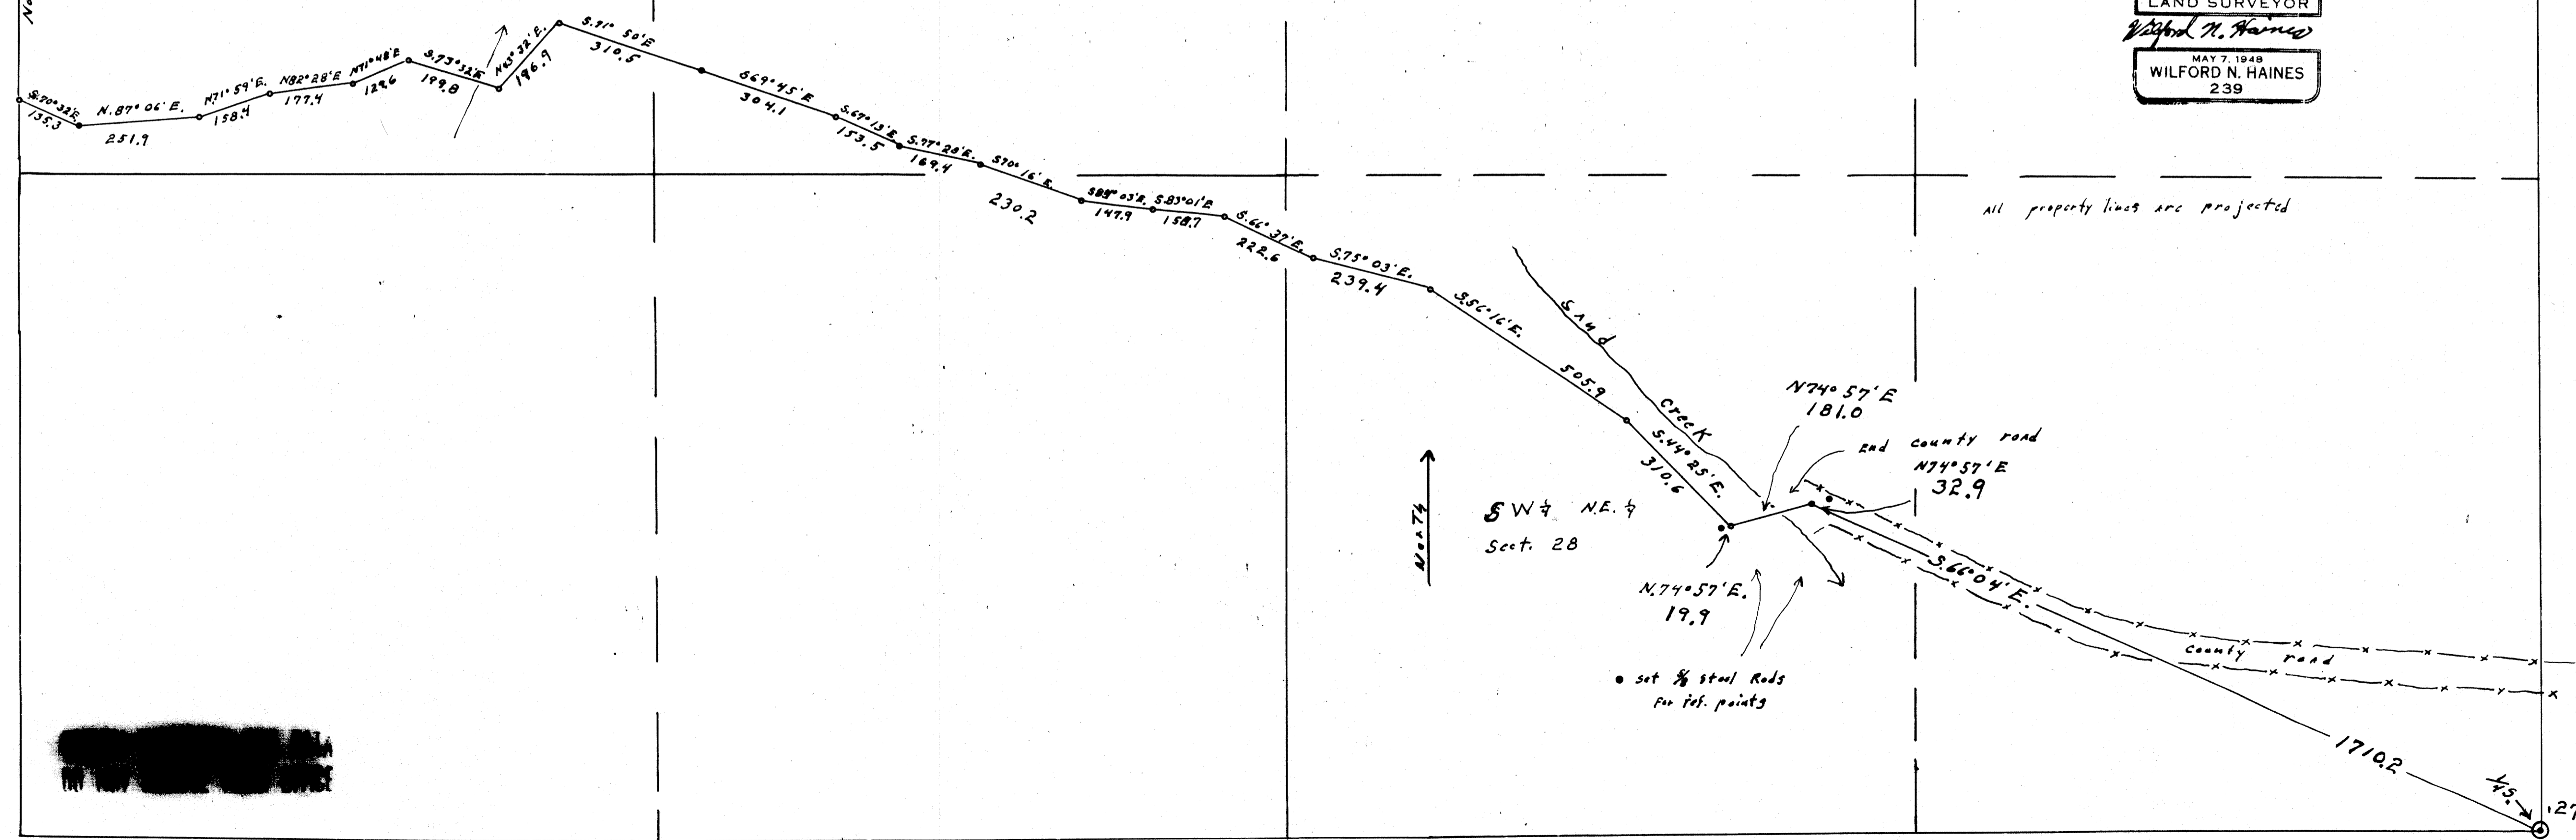 No
S.70°32'E.
135.3
N.87°06'E.
251.9
N71°59'E.
158.4
N82°28'E
177.4
N71°48'E
129.6
S.73°32'E
199.8
N43°32'E.
196.9
S.71°50'E
310.5
S69°45'E
304.1
S.67°13'E
153.5
S.77°28'E.
169.4
S70°16'E.
230.2
03'E.
147.9
S.83°01'E
158.7
S.66°37'E.
222.6
S.75°03'E.
239.4
S.56°16'E.
505.9
S.44°25'E.
310.6
Sand Creek
LAND SURVEYOR
Wilford N. Haines
MAY 7, 1948
WILFORD N. HAINES
239
All property lines are projected
N74°57'E
181.0
End county road
N74°57'E
32.9
North
SW¼ N.E.¼
Sect. 28
N.74°57'E.
19.9
set 5/8 steel Rods
For ref. points
S.66°04'E.
county road
1710.2
¼ S.
27